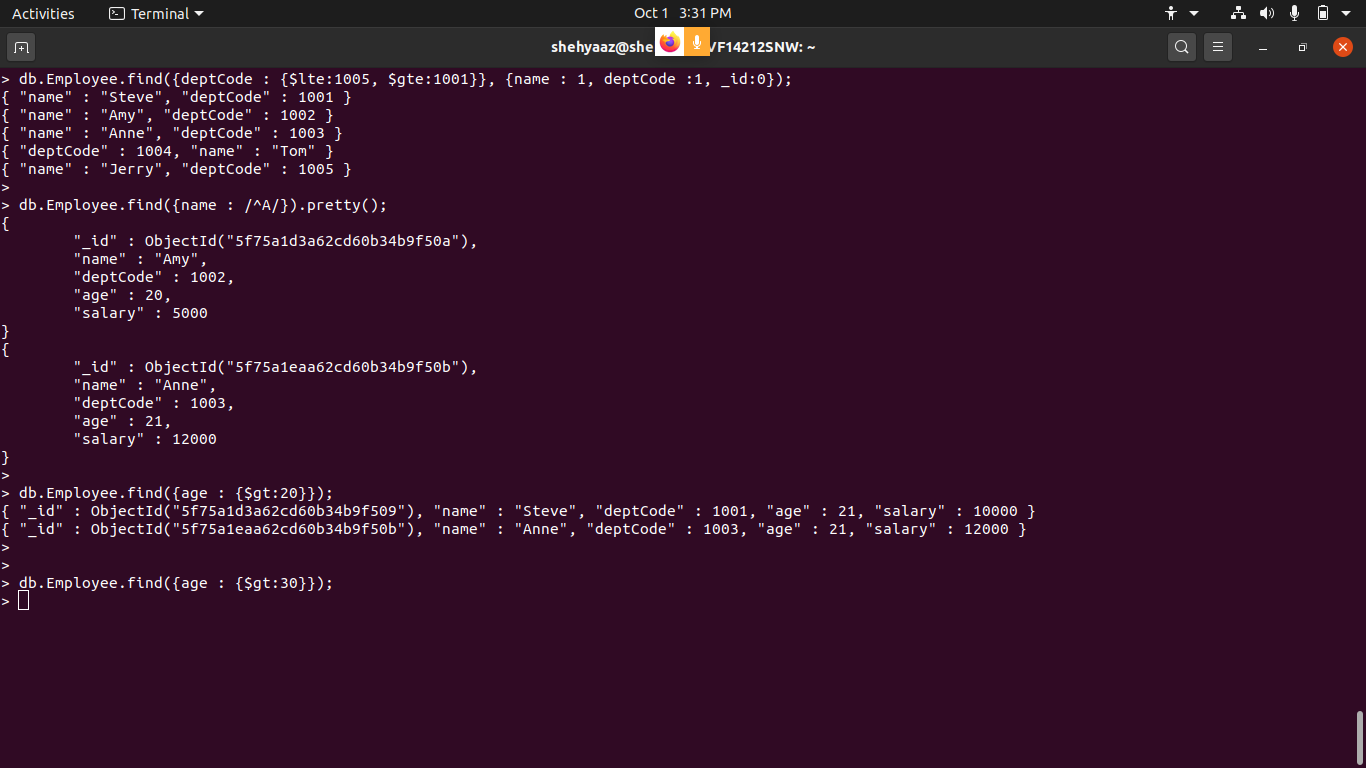 Activities Terminal Oct 1 3:31 PM
shehyaaz@she VF14212SNW: ~
> db.Employee.find({deptCode : {$lte:1005, $gte:1001}}, {name : 1, deptCode :1, _id:0});
{ "name" : "Steve", "deptCode" : 1001 }
{ "name" : "Amy", "deptCode" : 1002 }
{ "name" : "Anne", "deptCode" : 1003 }
{ "deptCode" : 1004, "name" : "Tom" }
{ "name" : "Jerry", "deptCode" : 1005 }
>
> db.Employee.find({name : /^A/}).pretty();
{
        "_id" : ObjectId("5f75a1d3a62cd60b34b9f50a"),
        "name" : "Amy",
        "deptCode" : 1002,
        "age" : 20,
        "salary" : 5000
}
{
        "_id" : ObjectId("5f75a1eaa62cd60b34b9f50b"),
        "name" : "Anne",
        "deptCode" : 1003,
        "age" : 21,
        "salary" : 12000
}
>
> db.Employee.find({age : {$gt:20}});
{ "_id" : ObjectId("5f75a1d3a62cd60b34b9f509"), "name" : "Steve", "deptCode" : 1001, "age" : 21, "salary" : 10000 }
{ "_id" : ObjectId("5f75a1eaa62cd60b34b9f50b"), "name" : "Anne", "deptCode" : 1003, "age" : 21, "salary" : 12000 }
>
>
> db.Employee.find({age : {$gt:30}});
>